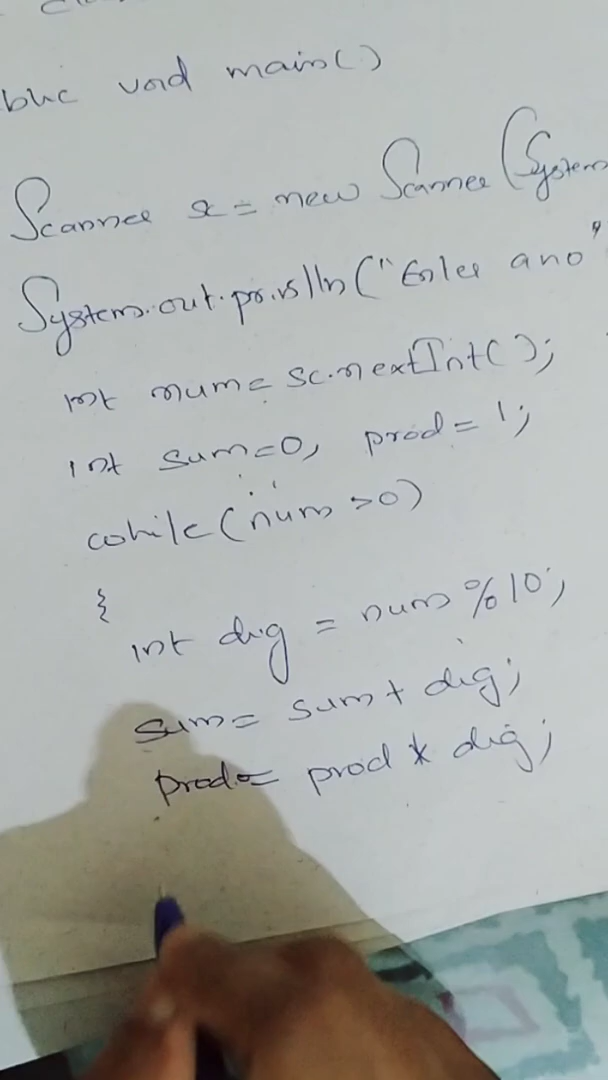 void main()
Scanner sc = new Scanner (System
System.out.println("Enter a no"
int num = sc.nextInt();
int sum=0, prod=1;
while(num >0)
{
int dig = num %10;
sum= sum+ dig;
prod= prod * dig;